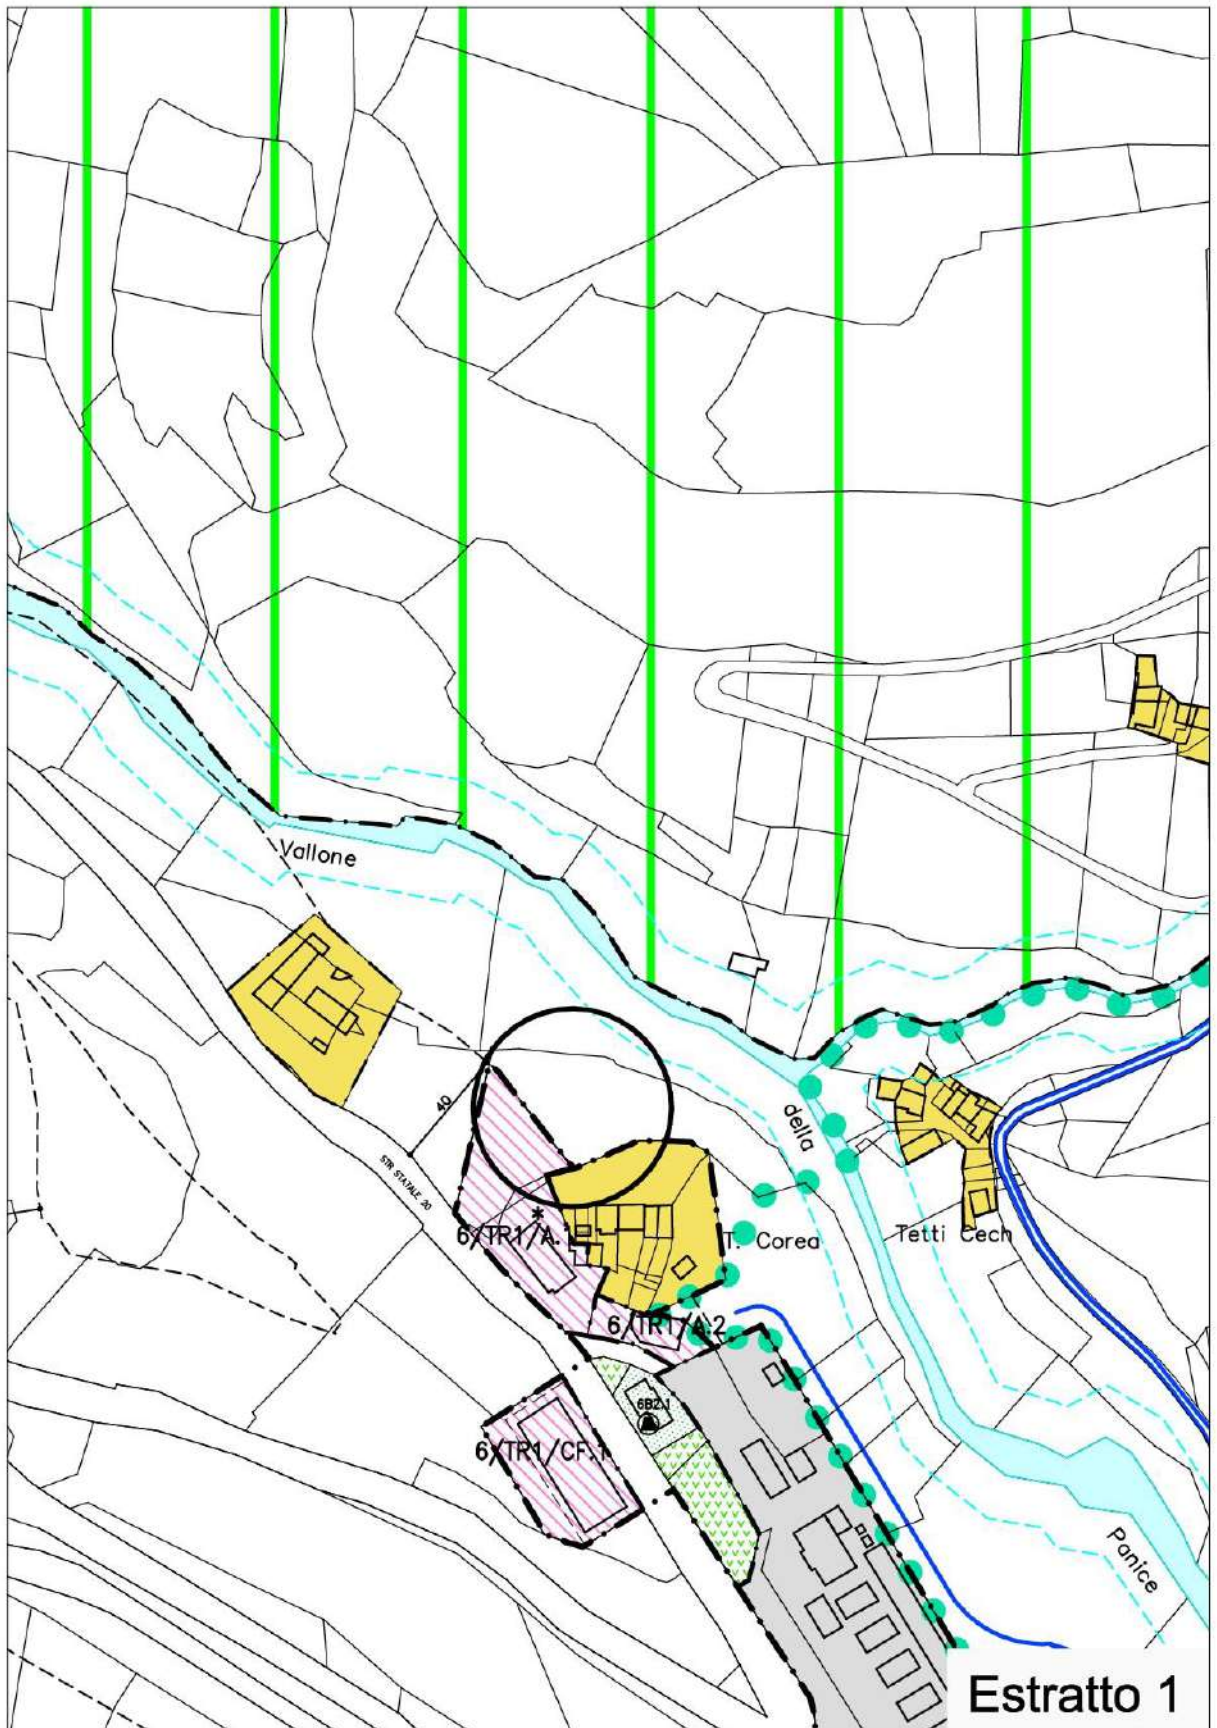 Vallone
40
della
STR STATALE 20
*
6/TR1/A.1
T. Corea
Tetti Cech
6/TR1/A.2
6B2.1
6/TR1/CF.1
Panice
Estratto 1